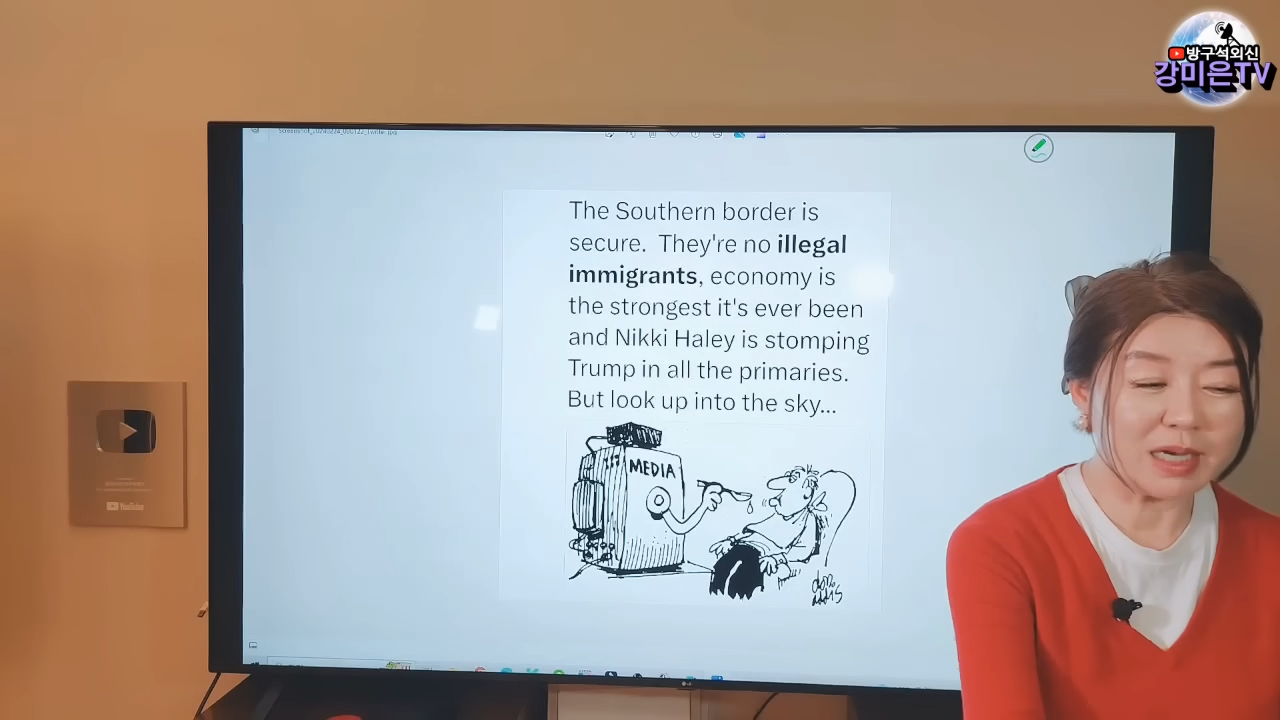 방구석외신
강미은TV
The Southern border is
secure. They're no illegal
immigrants, economy is
the strongest it's ever been
and Nikki Haley is stomping
Trump in all the primaries.
But look up into the sky...
MEDIA
YouTube